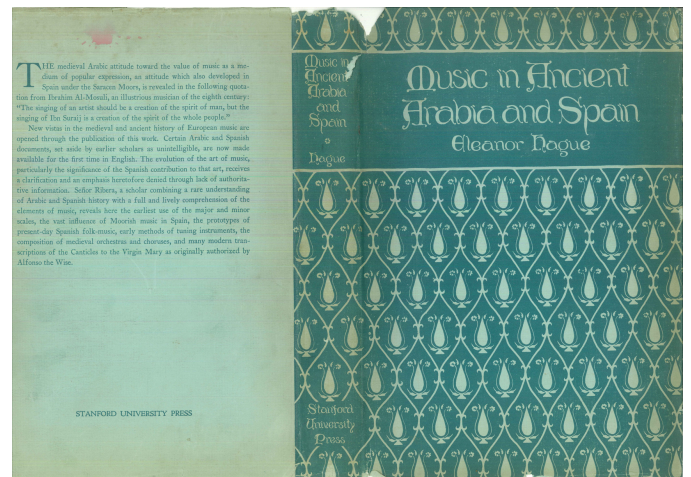 THE medieval Arabic attitude toward the value of music as a me-
dium of popular expression, an attitude which also developed in
Spain under the Saracen Moors, is revealed in the following quota-
tion from Ibrahim Al-Mosali, an illustrious musician of the eighth century:
"The singing of an artist should be a creation of the spirit of man, but the
singing of Ibn Suraij is a creation of the spirit of the whole people."
New vistas in the medieval and ancient history of European music are
opened through the publication of this work. Certain Arabic and Spanish
documents, set aside by earlier scholars as unintelligible, are now made
available for the first time in English. The evolution of the art of music,
particularly the significance of the Spanish contribution to that art, receives
a clarification and an emphasis heretofore denied through lack of authorita-
tive information. Señor Ribera, a scholar combining a rare understanding
of Arabic and Spanish history with a full and lively comprehension of the
elements of music, reveals here the earliest use of the major and minor
scales, the vast influence of Moorish music in Spain, the prototypes of
present-day Spanish folk-music, early methods of tuning instruments, the
composition of medieval orchestras and choruses, and many modern tran-
scriptions of the Canticles to the Virgin Mary as originally authorized by
Alfonso the Wise.
STANFORD UNIVERSITY PRESS
Music in
Ancient
Arabia
and
Spain
Hague
Stanford
University
Press
Music in Ancient
Arabia and Spain
Eleanor Hague